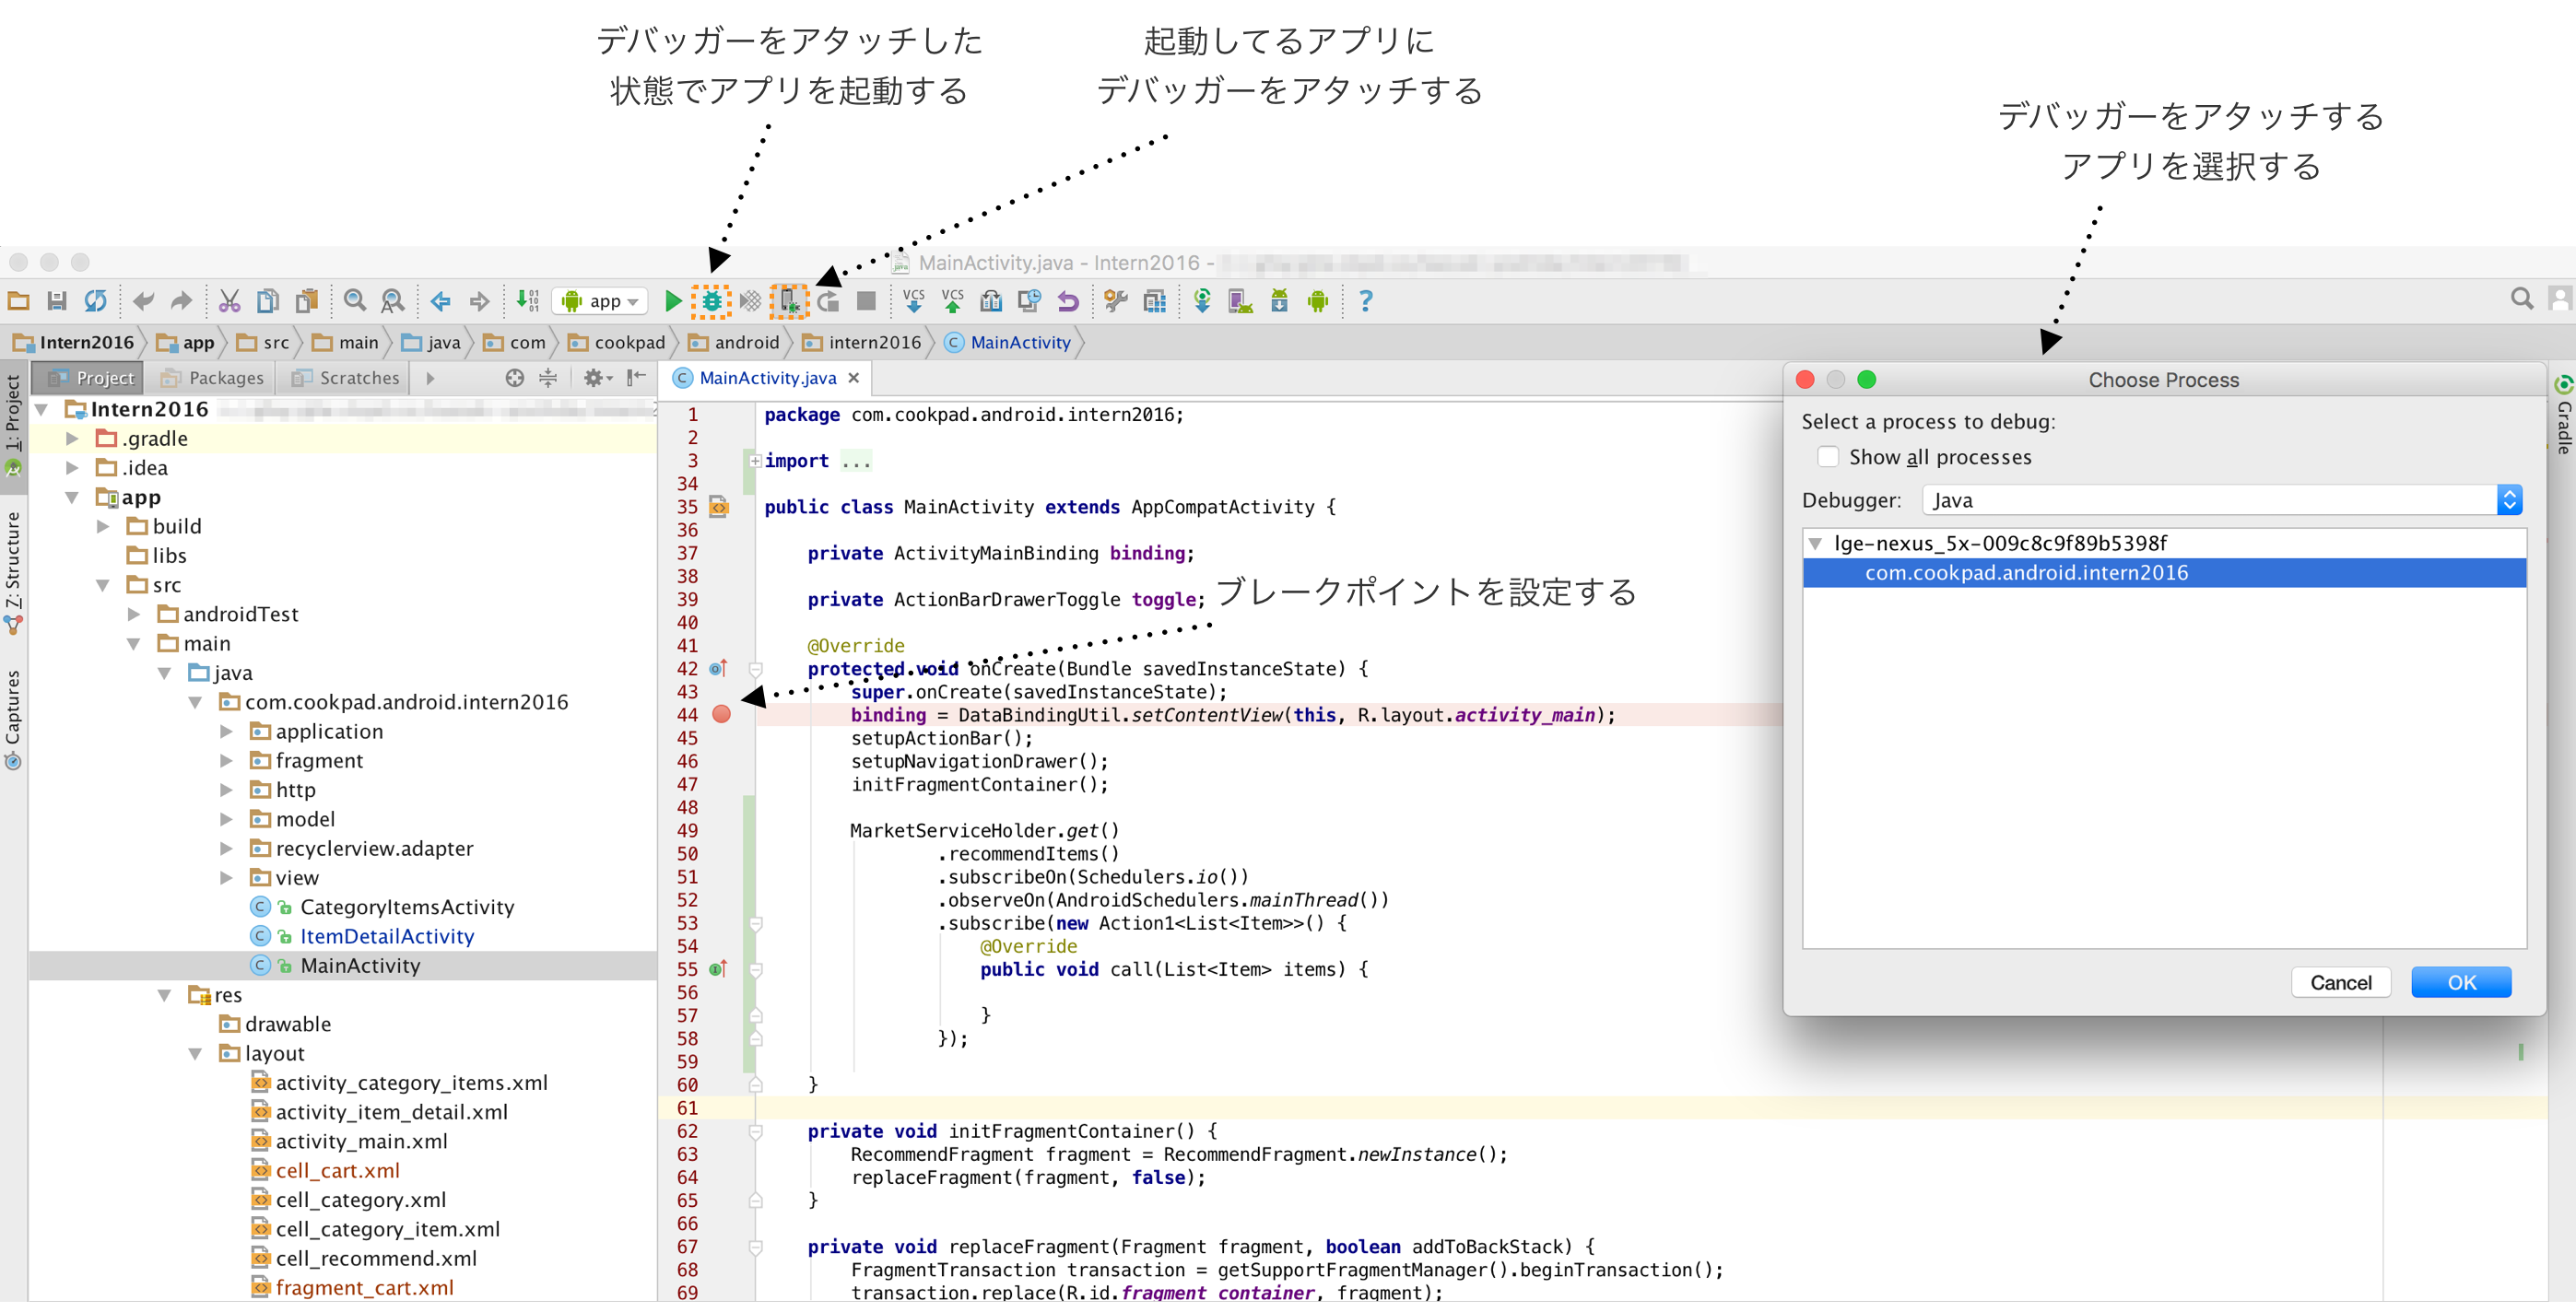 デバッガーをアタッチした
状態でアプリを起動する
起動してるアプリに
デバッガーをアタッチする
デバッガーをアタッチする
アプリを選択する
MainActivity.java - Intern2016 -
app
VCS
VCS
Intern2016
app
src
main
java
com
cookpad
android
intern2016
MainActivity
1: Project
Z: Structure
Captures
Project
Packages
Scratches
Intern2016
.gradle
.idea
app
build
libs
src
androidTest
main
java
com.cookpad.android.intern2016
application
fragment
http
model
recyclerview.adapter
view
CategoryItemsActivity
ItemDetailActivity
MainActivity
res
drawable
layout
activity_category_items.xml
activity_item_detail.xml
activity_main.xml
cell_cart.xml
cell_category.xml
cell_category_item.xml
cell_recommend.xml
fragment_cart.xml
MainActivity.java
1 package com.cookpad.android.intern2016;
2
3 import ...
34
35 public class MainActivity extends AppCompatActivity {
36
37 private ActivityMainBinding binding;
38
39 private ActionBarDrawerToggle toggle;
ブレークポイントを設定する
40
41 @Override
42 protected void onCreate(Bundle savedInstanceState) {
43 super.onCreate(savedInstanceState);
44 binding = DataBindingUtil.setContentView(this, R.layout.activity_main);
45 setupActionBar();
46 setupNavigationDrawer();
47 initFragmentContainer();
48
49 MarketServiceHolder.get()
50 .recommendItems()
51 .subscribeOn(Schedulers.io())
52 .observeOn(AndroidSchedulers.mainThread())
53 .subscribe(new Action1<List<Item>>() {
54 @Override
55 public void call(List<Item> items) {
56
57 }
58 });
59
60 }
61
62 private void initFragmentContainer() {
63 RecommendFragment fragment = RecommendFragment.newInstance();
64 replaceFragment(fragment, false);
65 }
66
67 private void replaceFragment(Fragment fragment, boolean addToBackStack) {
68 FragmentTransaction transaction = getSupportFragmentManager().beginTransaction();
69 transaction.replace(R.id.fragment_container, fragment);
Choose Process
Select a process to debug:
Show all processes
Debugger:
Java
lge-nexus_5x-009c8c9f89b5398f
com.cookpad.android.intern2016
Cancel
OK
Gradle